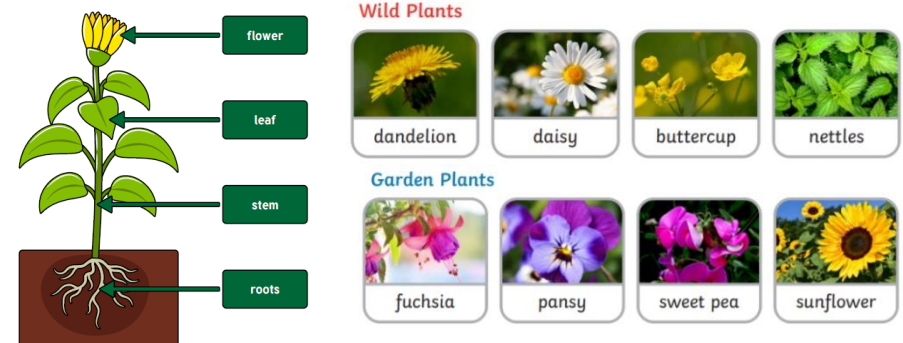 flower
leaf
stem
roots
Wild Plants
dandelion
daisy
buttercup
nettles
Garden Plants
fuchsia
pansy
sweet pea
sunflower